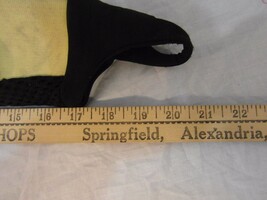 15 16 17 18 19 20 21 22
HOPS Springfield, Alexandria,